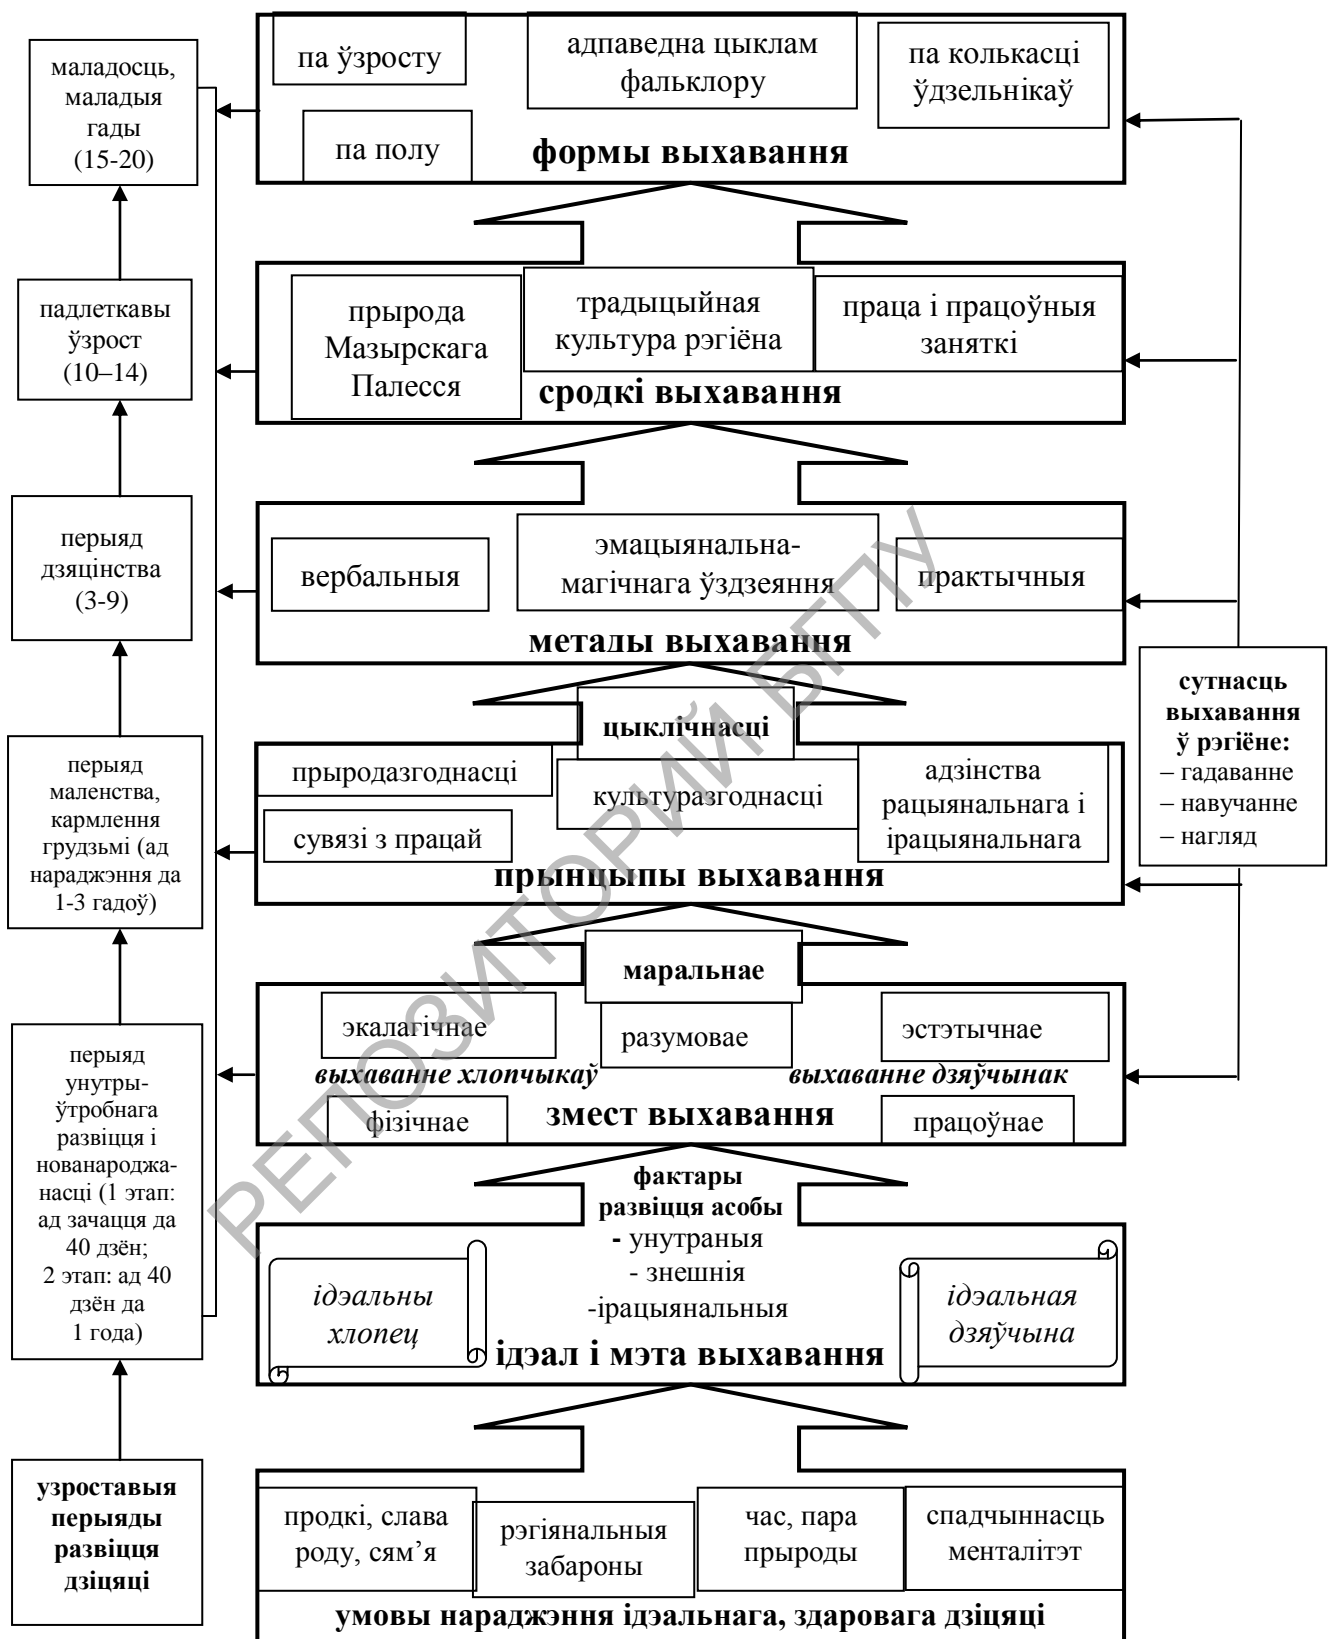 маладосць,
маладыя
гады
(15-20)
падлеткавы
ўзрост
(10–14)
перыяд
дзяцінства
(3-9)
перыяд
маленства,
кармлення
грудзьмі (ад
нараджэння да
1-3 гадоў)
перыяд
унутры-
ўтробнага
развіцця і
нованароджа-
насці (1 этап:
ад зачацця да
40 дзён;
2 этап: ад 40
дзён да
1 года)
узроставыя
перыяды
развіцця
дзіцяці
па ўзросту
адпаведна цыклам
фальклору
па колькасці
ўдзельнікаў
па полу
формы выхавання
прырода
Мазырскага
Палесся
традыцыйная
культура рэгіёна
праца і працоўныя
заняткі
сродкі выхавання
вербальныя
эмацыянальна-
магічнага ўздзеяння
практычныя
метады выхавання
цыклічнасці
прыродазгоднасці
культуразгоднасці
адзінства
рацыянальнага і
ірацыянальнага
сувязі з працай
прынцыпы выхавання
маральнае
экалагічнае
разумовае
эстэтычнае
выхаванне хлопчыкаў
выхаванне дзяўчынак
фізічнае
змест выхавання
працоўнае
фактары
развіцця асобы
- унутраныя
- знешнія
-ірацыянальныя
ідэальны
хлопец
ідэальная
дзяўчына
ідэал і мэта выхавання
продкі, слава
роду, сям’я
рэгіянальныя
забароны
час, пара
прыроды
спадчыннасць
менталітэт
умовы нараджэння ідэальнага, здаровага дзіцяці
сутнасць
выхавання
ў рэгіёне:
– гадаванне
– навучанне
– нагляд
РЕПОЗИТОРИЙ БГПУ